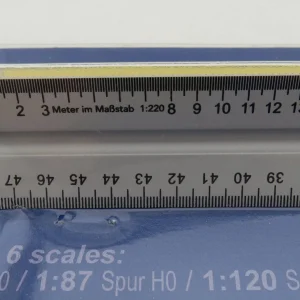 2 3 Meter im Maßstab 1:220 8 9 10 11 12 13
47 46 45 44 43 42 41 40 39
6 scales:
0 / 1:87 Spur H0 / 1:120 S